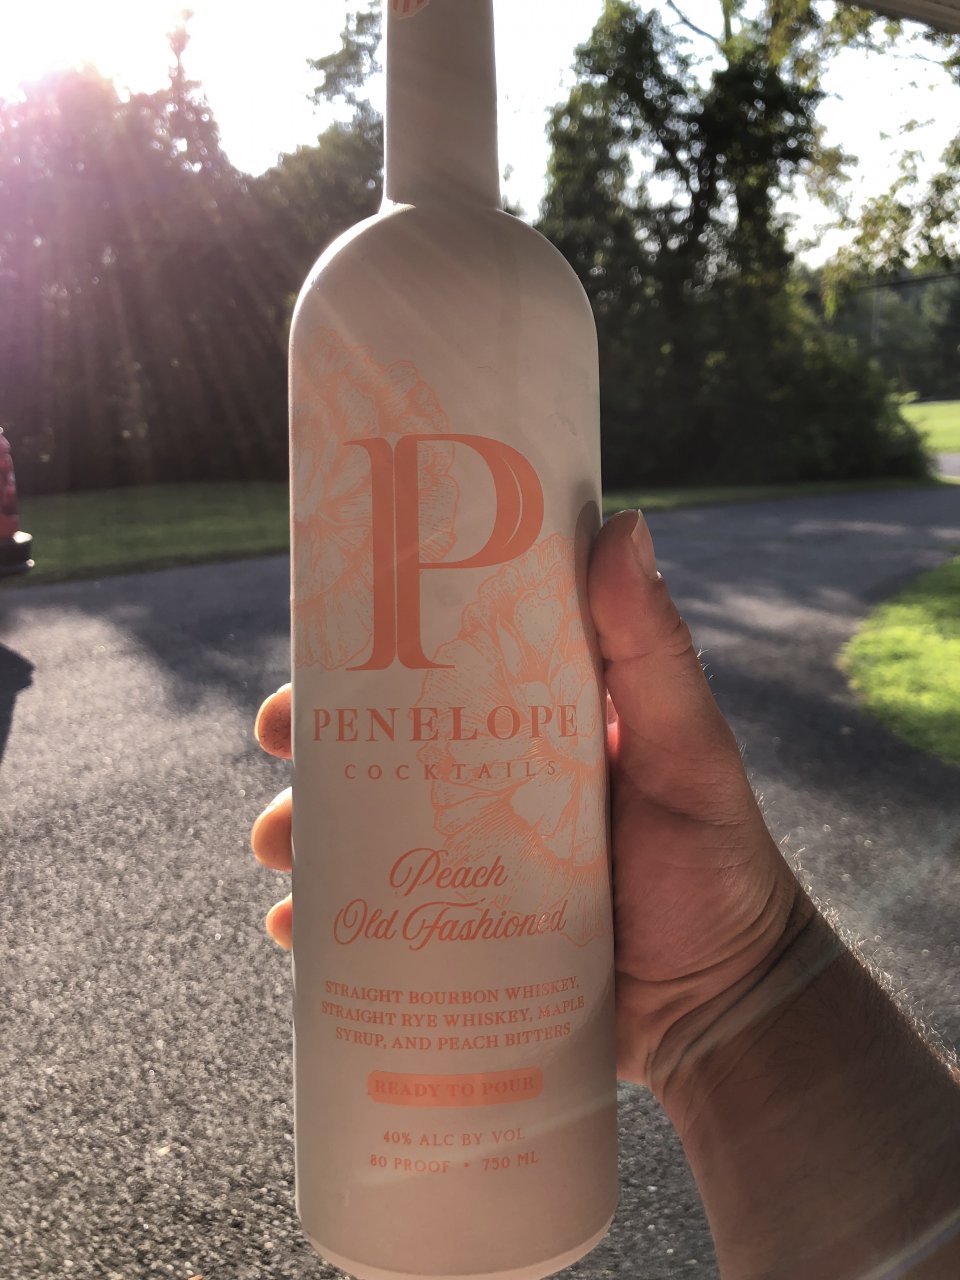 P
PENELOPE
COCKTAILS
Peach
Old Fashioned
STRAIGHT BOURBON WHISKEY,
STRAIGHT RYE WHISKEY, MAPLE
SYRUP, AND PEACH BITTERS
READY TO POUR
40% ALC BY VOL
80 PROOF • 750 ML